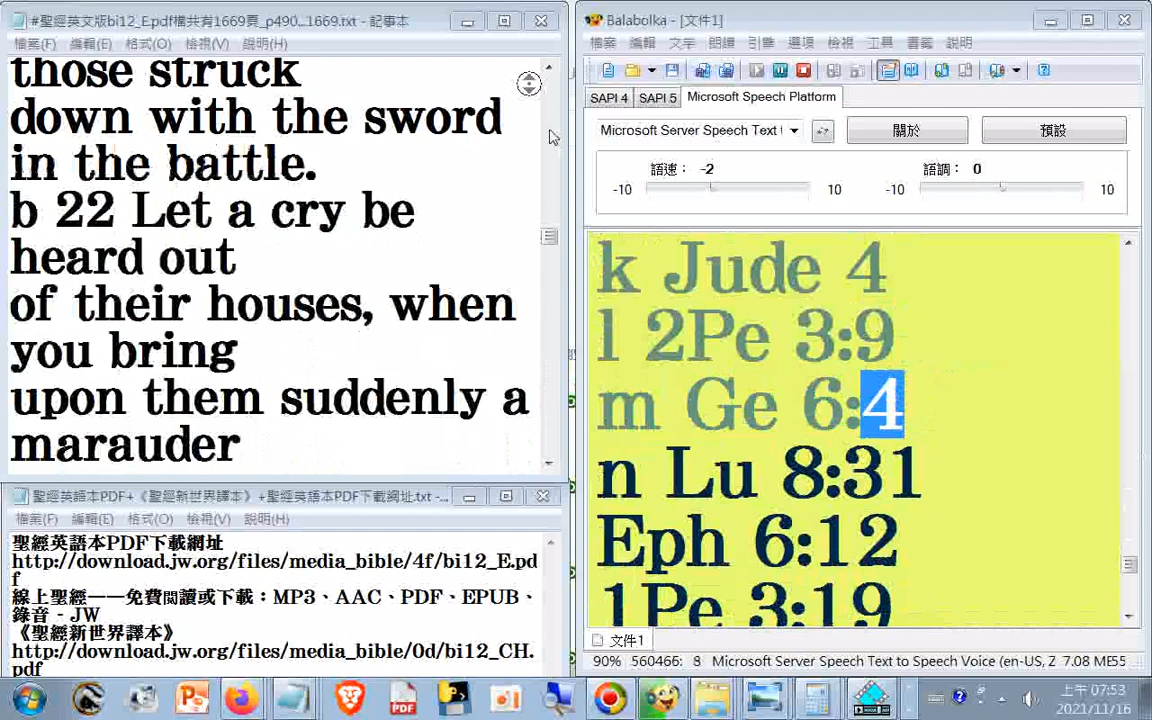 #聖經英文版bi12_E.pdf檔共有1669頁_p490..._1669.txt - 記事本
檔案(F) 編輯(E) 格式(O) 檢視(V) 說明(H)
those struck
down with the sword
in the battle.
b 22 Let a cry be
heard out
of their houses, when
you bring
upon them suddenly a
marauder
聖經英語本PDF+《聖經新世界譯本》+聖經英語本PDF下載網址.txt - ...
檔案(F) 編輯(E) 格式(O) 檢視(V) 說明(H)
聖經英語本PDF下載網址
http://download.jw.org/files/media_bible/4f/bi12_E.pd
f
線上聖經——免費閱讀或下載：MP3、AAC、PDF、EPUB、
錄音 - JW
《聖經新世界譯本》
http://download.jw.org/files/media_bible/0d/bi12_CH.
pdf
Balabolka - [文件1]
檔案 編輯 文字 朗讀 引擎 選項 檢視 工具 書籤 說明
SAPI 4 SAPI 5 Microsoft Speech Platform
Microsoft Server Speech Text 關於 預設
語速： -2 語調： 0
-10 10 -10 10
k Jude 4
l 2Pe 3:9
m Ge 6:4
n Lu 8:31
Eph 6:12
1Pe 3:19
文件1
90% 560466: 8 Microsoft Server Speech Text to Speech Voice (en-US, Z 7.08 ME55
上午 07:53
2021/11/16